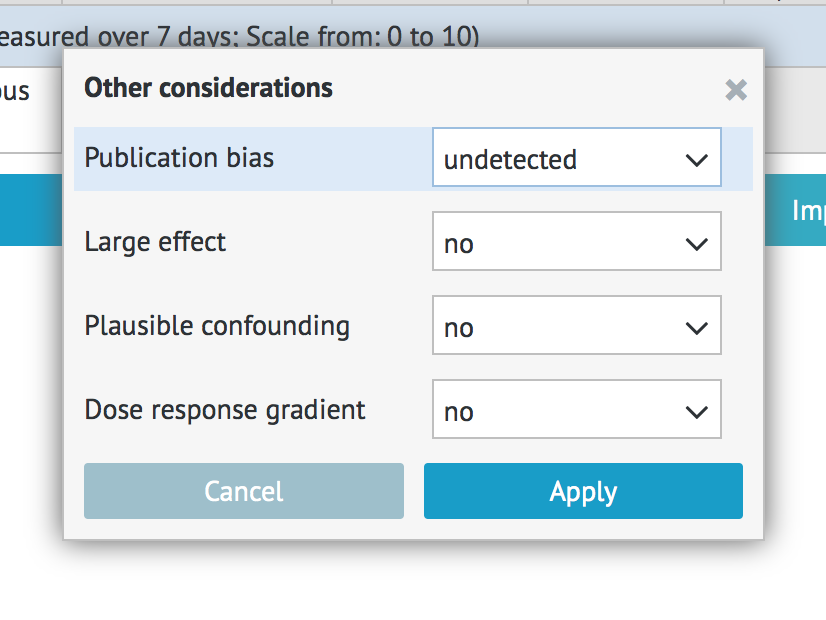 easured over 7 days; Scale from: 0 to 10)
ous
Other considerations
Publication bias undetected
Large effect no
Plausible confounding no
Dose response gradient no
Cancel Apply
Imp